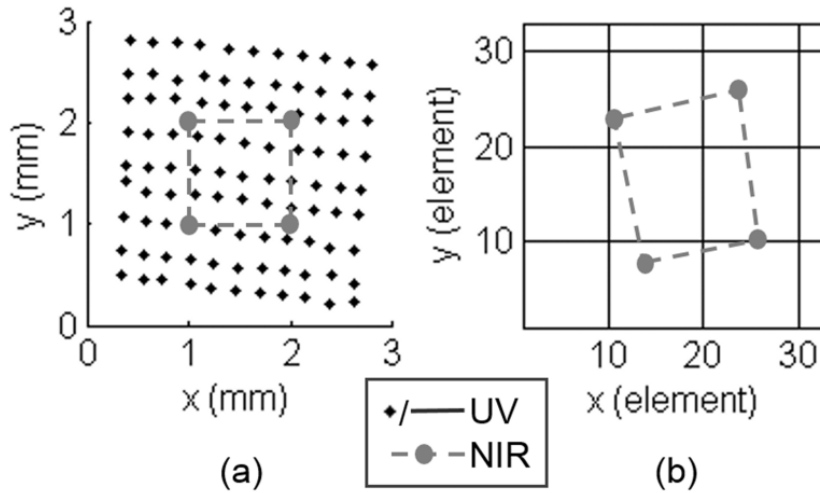 3
2
1
0
y (mm)
0 1 2 3
x (mm)
30
20
10
y (element)
10 20 30
x (element)
UV
NIR
(a) (b)